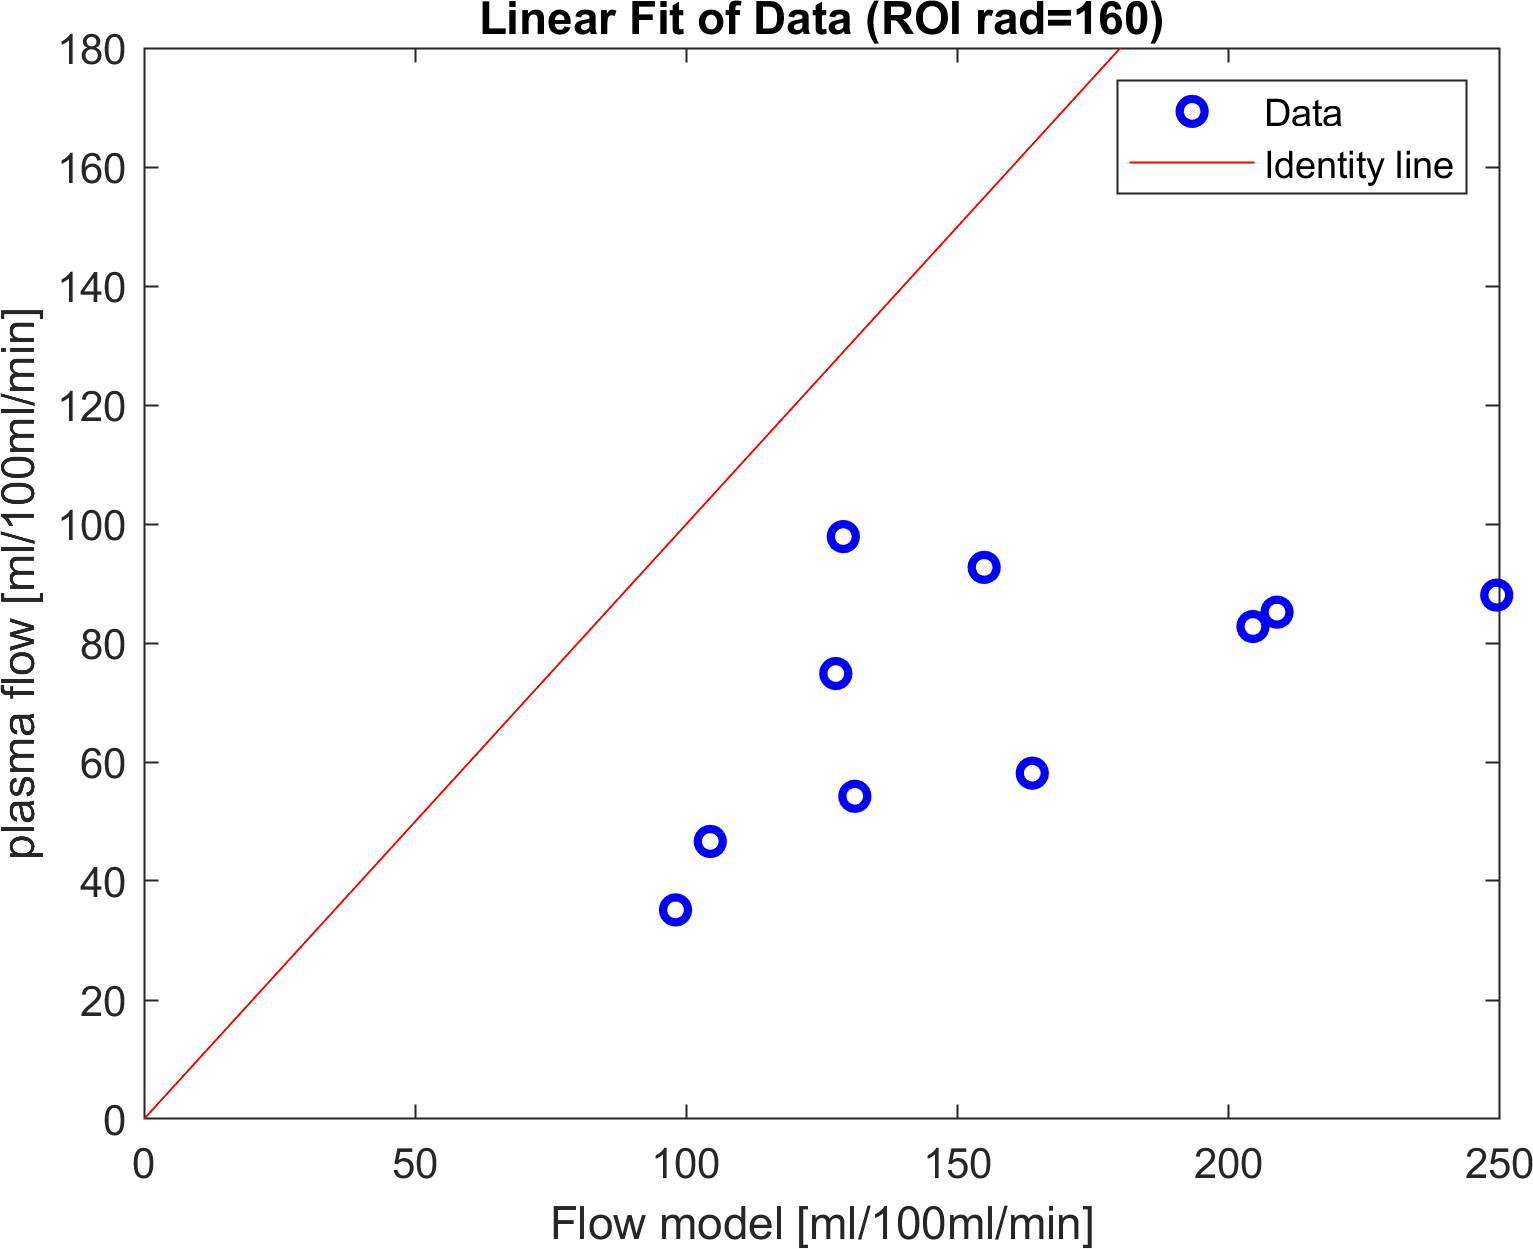 Linear Fit of Data (ROI rad=160)
180
160
140
120
100
80
60
40
20
0
plasma flow [ml/100ml/min]
Data
Identity line
0 50 100 150 200 250
Flow model [ml/100ml/min]